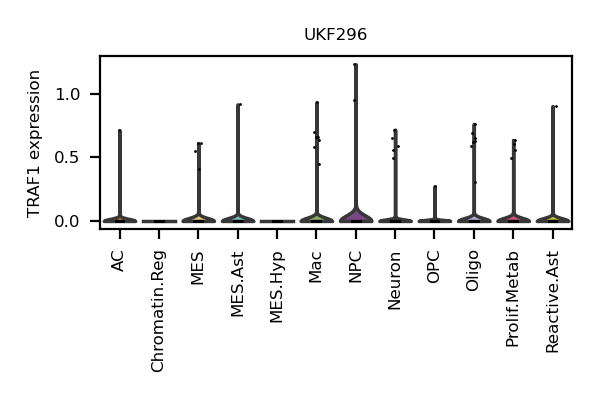 UKF296
TRAF1 expression
1.0
0.5
0.0
AC
Chromatin.Reg
MES
MES.Ast
MES.Hyp
Mac
NPC
Neuron
OPC
Oligo
Prolif.Metab
Reactive.Ast